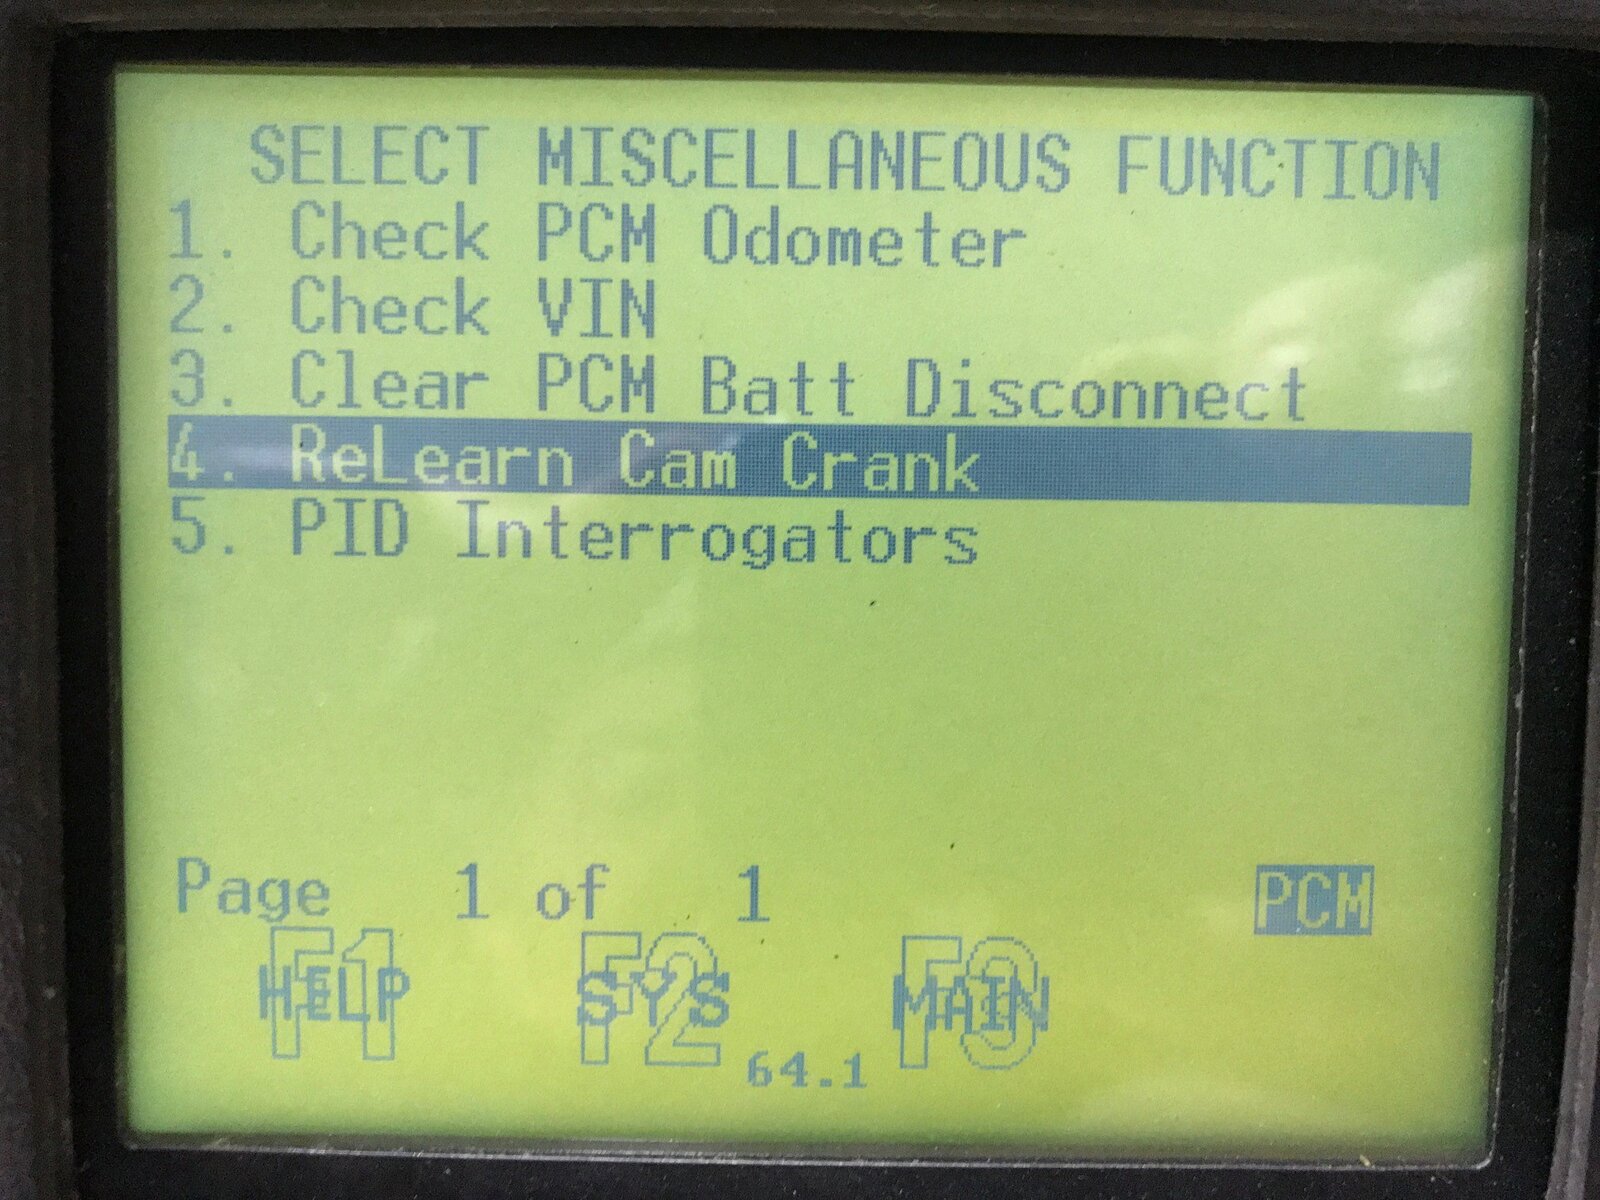 SELECT MISCELLANEOUS FUNCTION
1. Check PCM Odometer
2. Check VIN
3. Clear PCM Batt Disconnect
4. ReLearn Cam Crank
5. PID Interrogators
Page 1 of 1 PCM
F1 F2 F3
HELP SYS MAIN
64.1